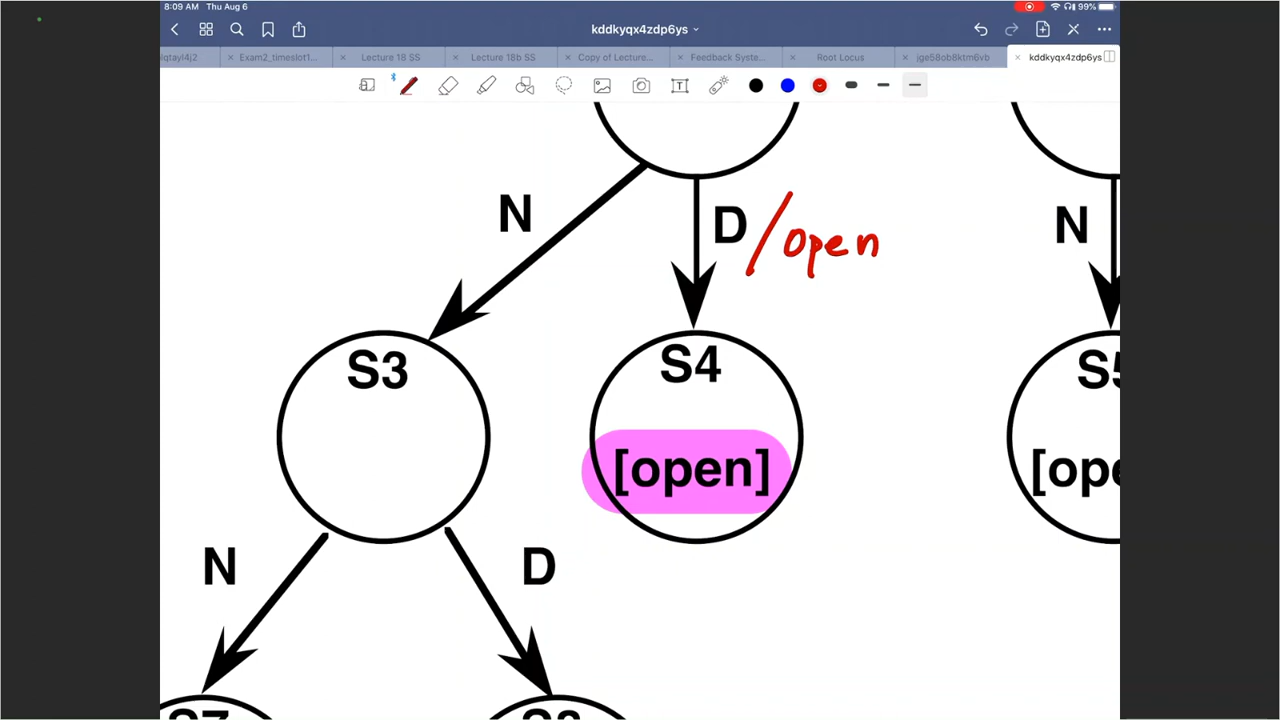 8:09 AM Thu Aug 6
99%
kddkyqx4zdp6ys
Exam2_timeslot1...
Lecture 18 SS
Lecture 18b SS
Copy of Lecture...
Feedback Syste...
Root Locus
jge58ob8ktm6vb
kddkyqx4zdp6ys
T
N
D /open
N
S3
S4
[open]
N
D